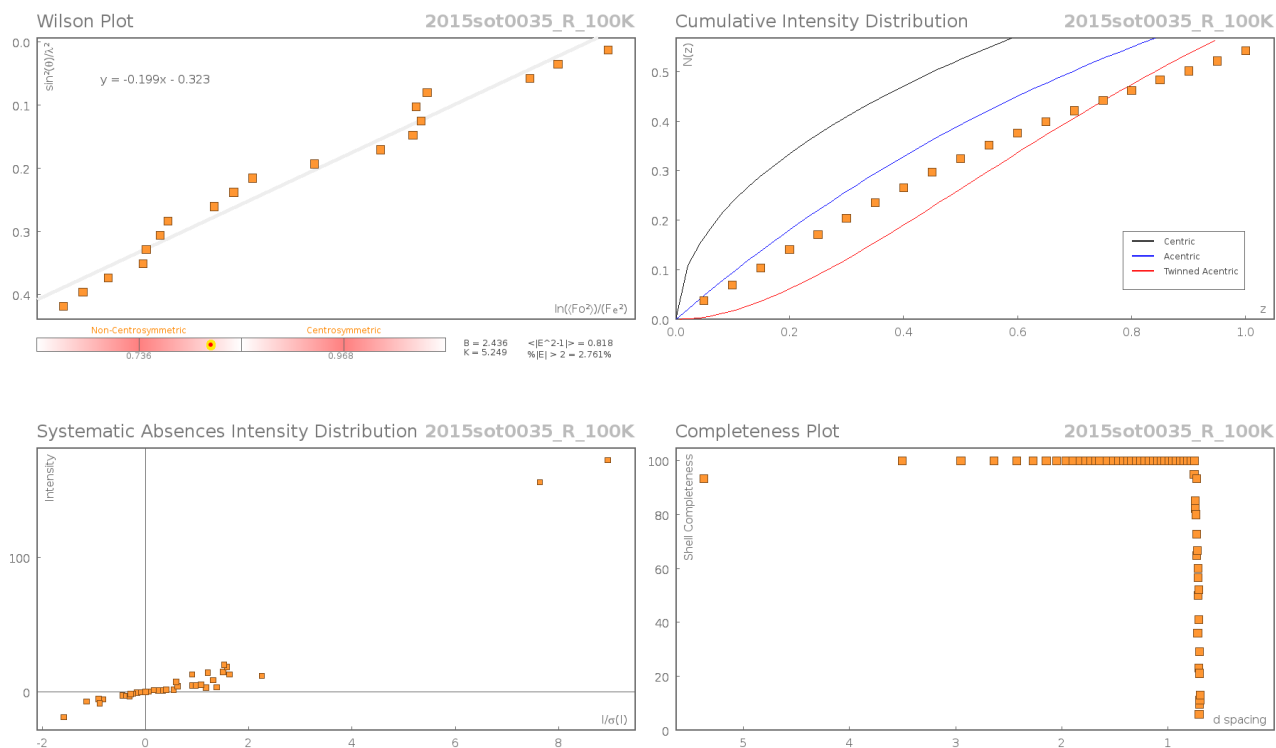 Wilson Plot 2015sot0035_R_100K
sin²(θ)/λ²
0.0
0.1
0.2
0.3
0.4
y = -0.199x - 0.323
ln(⟨Fo²⟩)/(Fₑ²)
Non-Centrosymmetric Centrosymmetric
0.736 0.968
B = 2.436 <|E^2-1|> = 0.818
K = 5.249 %|E| > 2 = 2.761%
Cumulative Intensity Distribution 2015sot0035_R_100K
N(z)
0.5
0.4
0.3
0.2
0.1
0.0
Centric
Acentric
Twinned Acentric
z
0.0 0.2 0.4 0.6 0.8 1.0
Systematic Absences Intensity Distribution 2015sot0035_R_100K
Intensity
100
0
I/σ(I)
-2 0 2 4 6 8
Completeness Plot 2015sot0035_R_100K
Shell Completeness
100
80
60
40
20
0
d spacing
5 4 3 2 1